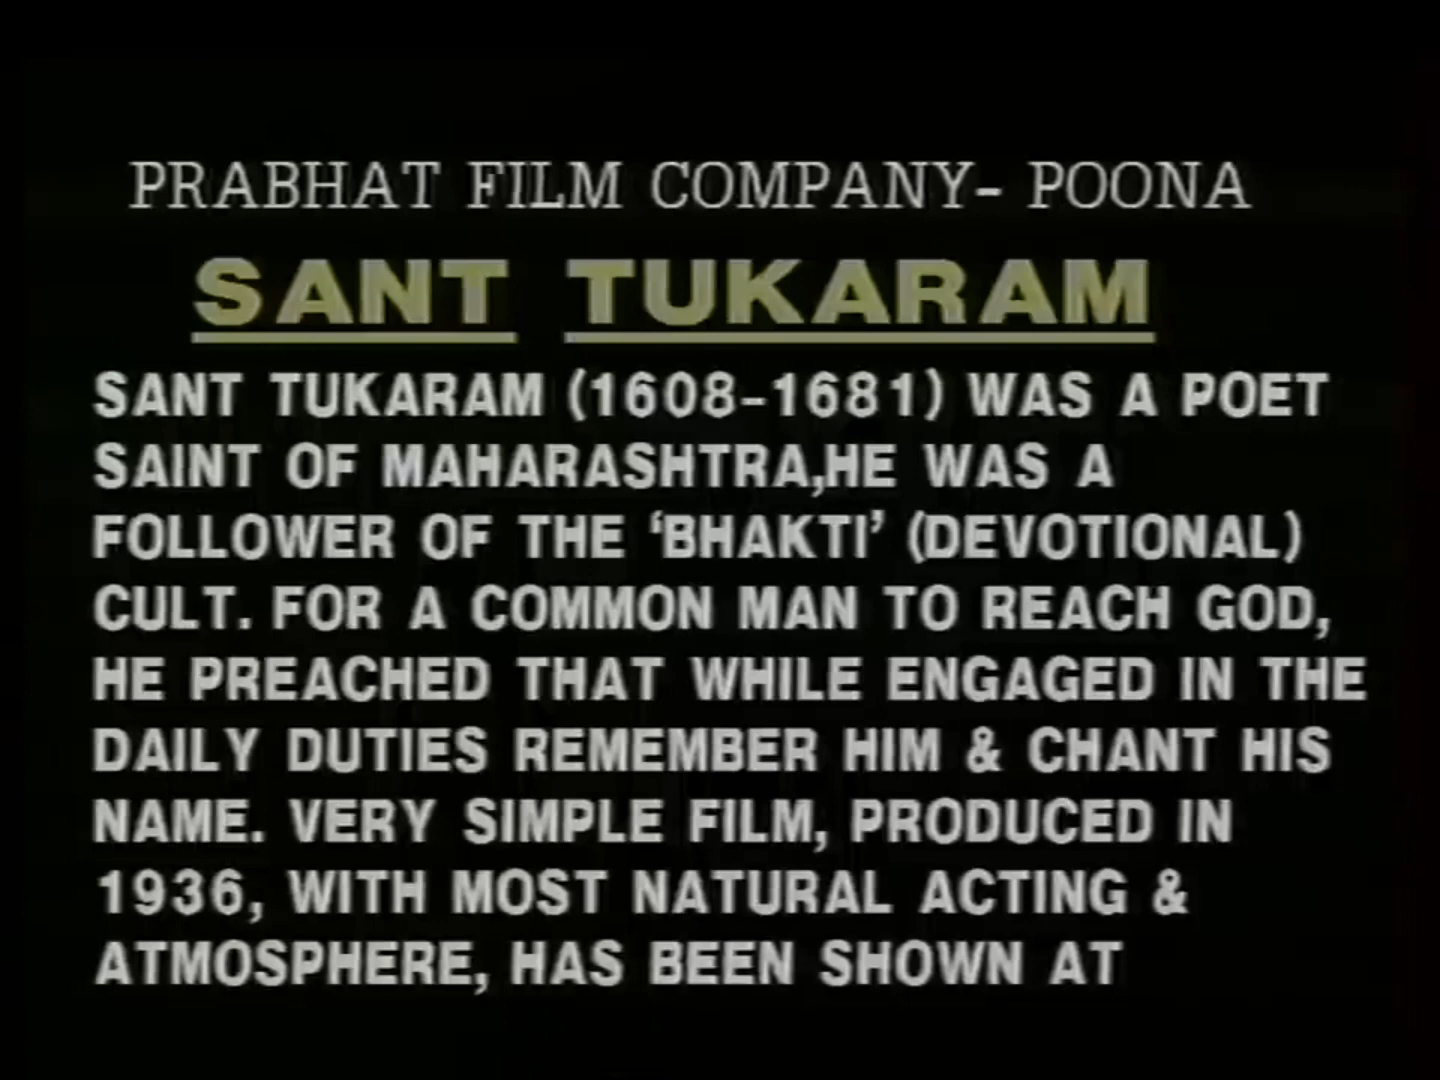 PRABHAT FILM COMPANY- POONA
SANT TUKARAM
SANT TUKARAM (1608-1681) WAS A POET
SAINT OF MAHARASHTRA,HE WAS A
FOLLOWER OF THE ‘BHAKTI’ (DEVOTIONAL)
CULT. FOR A COMMON MAN TO REACH GOD,
HE PREACHED THAT WHILE ENGAGED IN THE
DAILY DUTIES REMEMBER HIM & CHANT HIS
NAME. VERY SIMPLE FILM, PRODUCED IN
1936, WITH MOST NATURAL ACTING &
ATMOSPHERE, HAS BEEN SHOWN AT